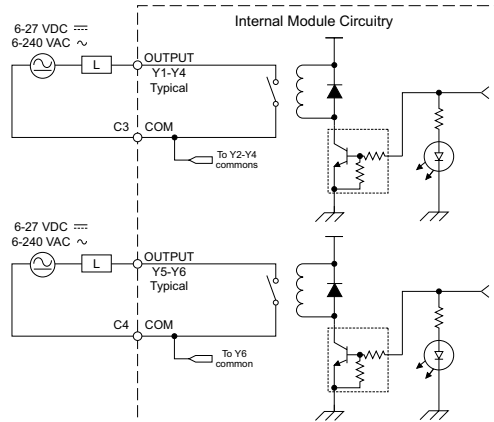 Internal Module Circuitry
6-27 VDC ⎓
6-240 VAC ∿
L
OUTPUT
Y1-Y4
Typical
C3 COM
To Y2-Y4
commons
6-27 VDC ⎓
6-240 VAC ∿
L
OUTPUT
Y5-Y6
Typical
C4 COM
To Y6
common